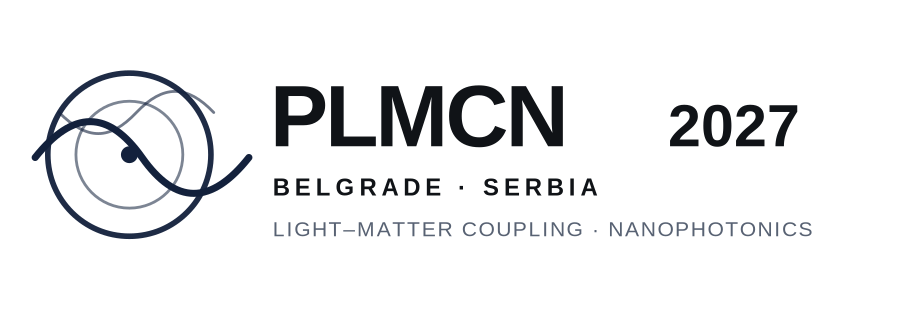 PLMCN 2027
BELGRADE · SERBIA
LIGHT–MATTER COUPLING · NANOPHOTONICS